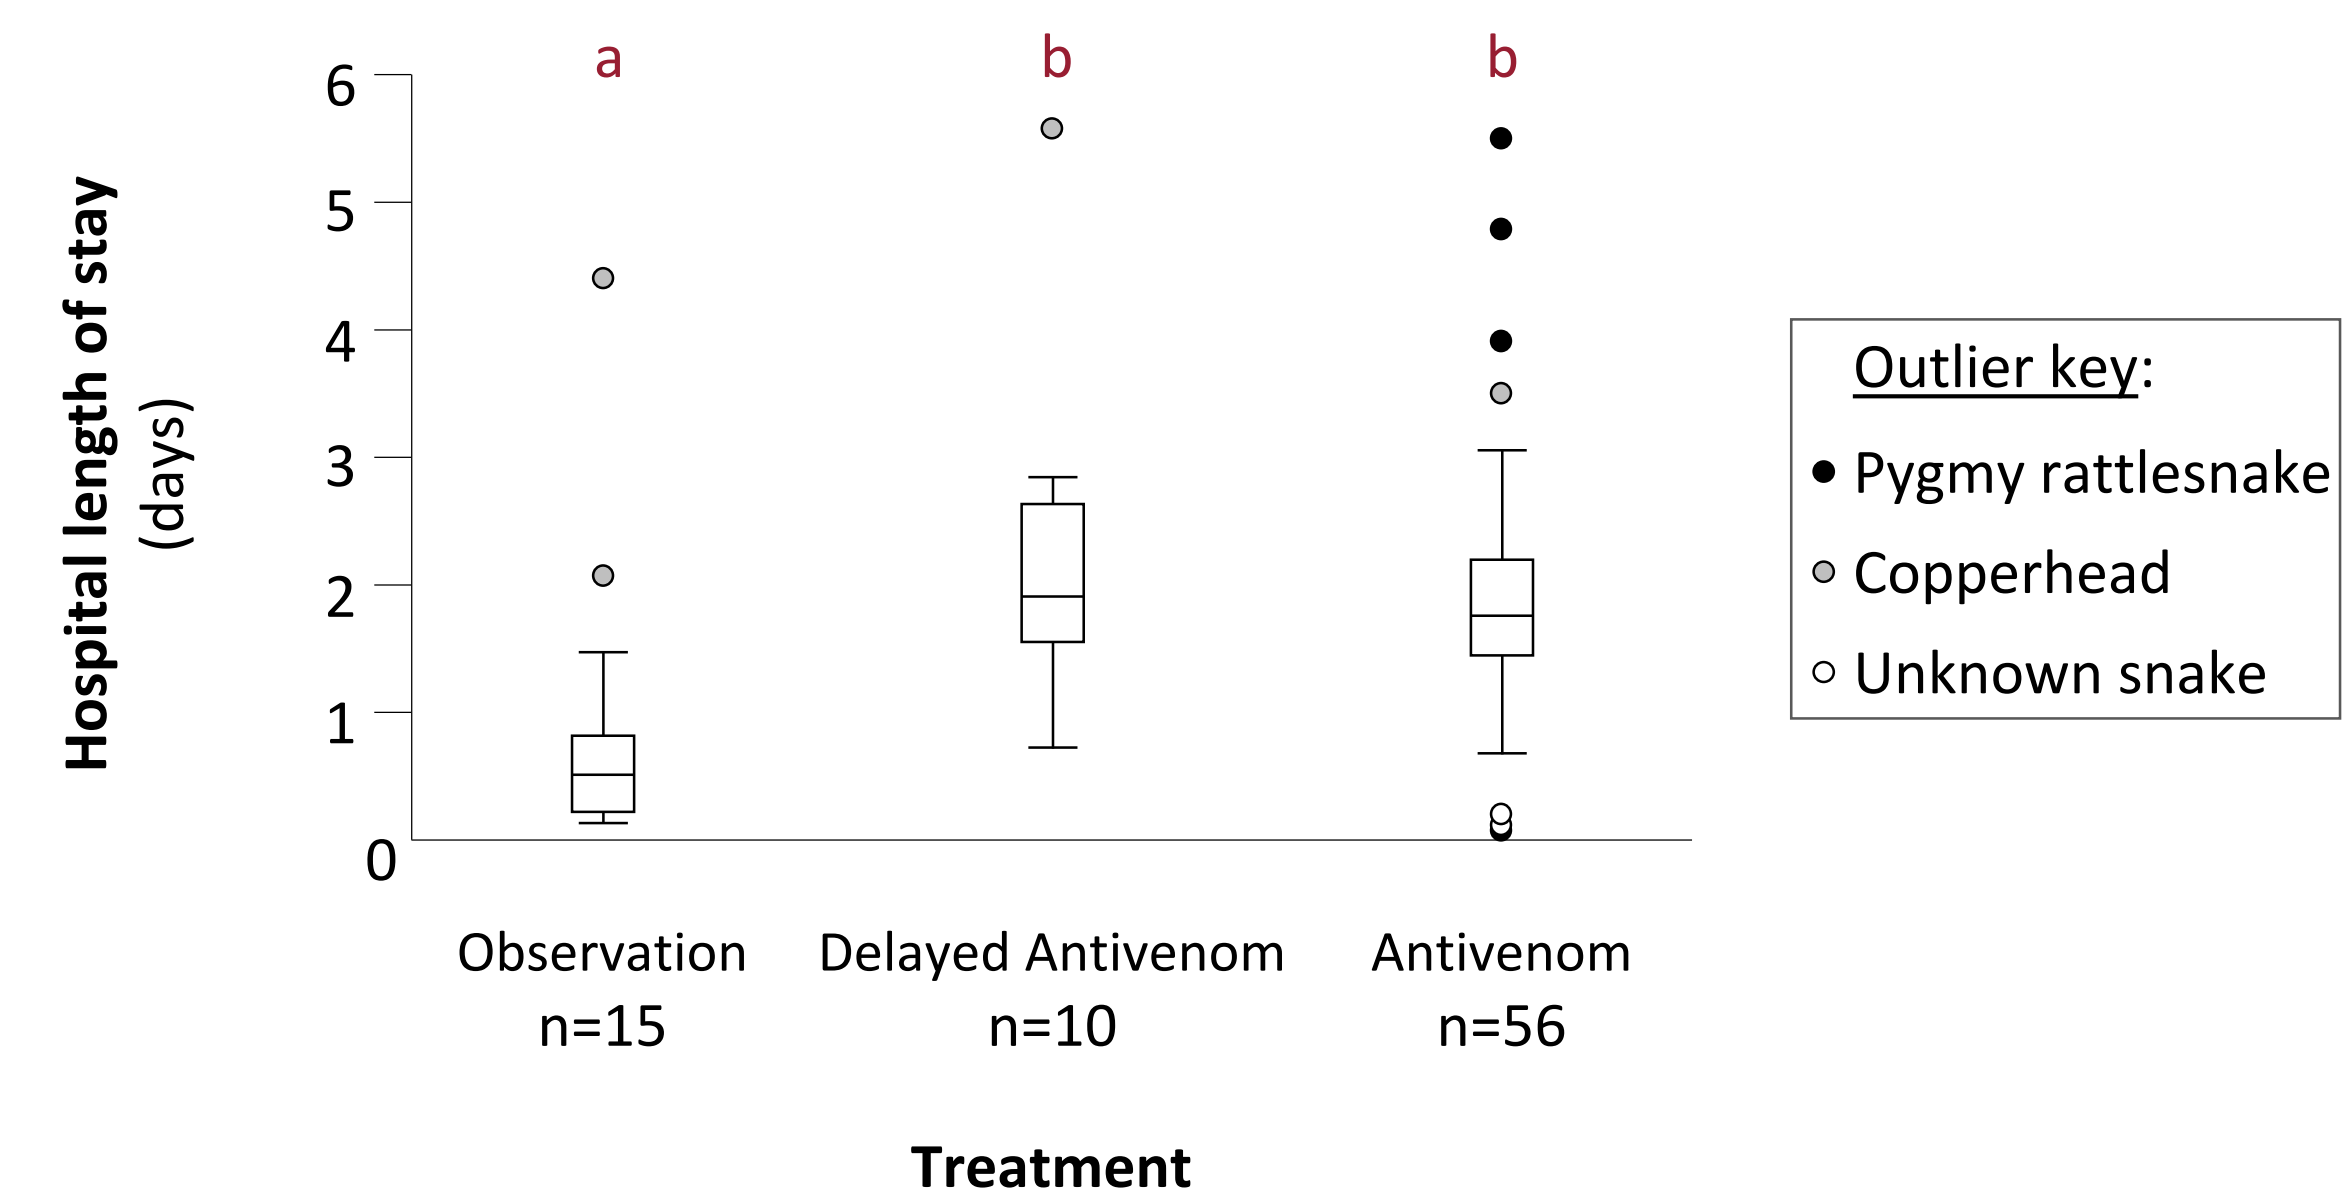 a b b
Hospital length of stay
(days)
6
5
4
3
2
1
0
Observation
n=15
Delayed Antivenom
n=10
Antivenom
n=56
Treatment
Outlier key:
Pygmy rattlesnake
Copperhead
Unknown snake